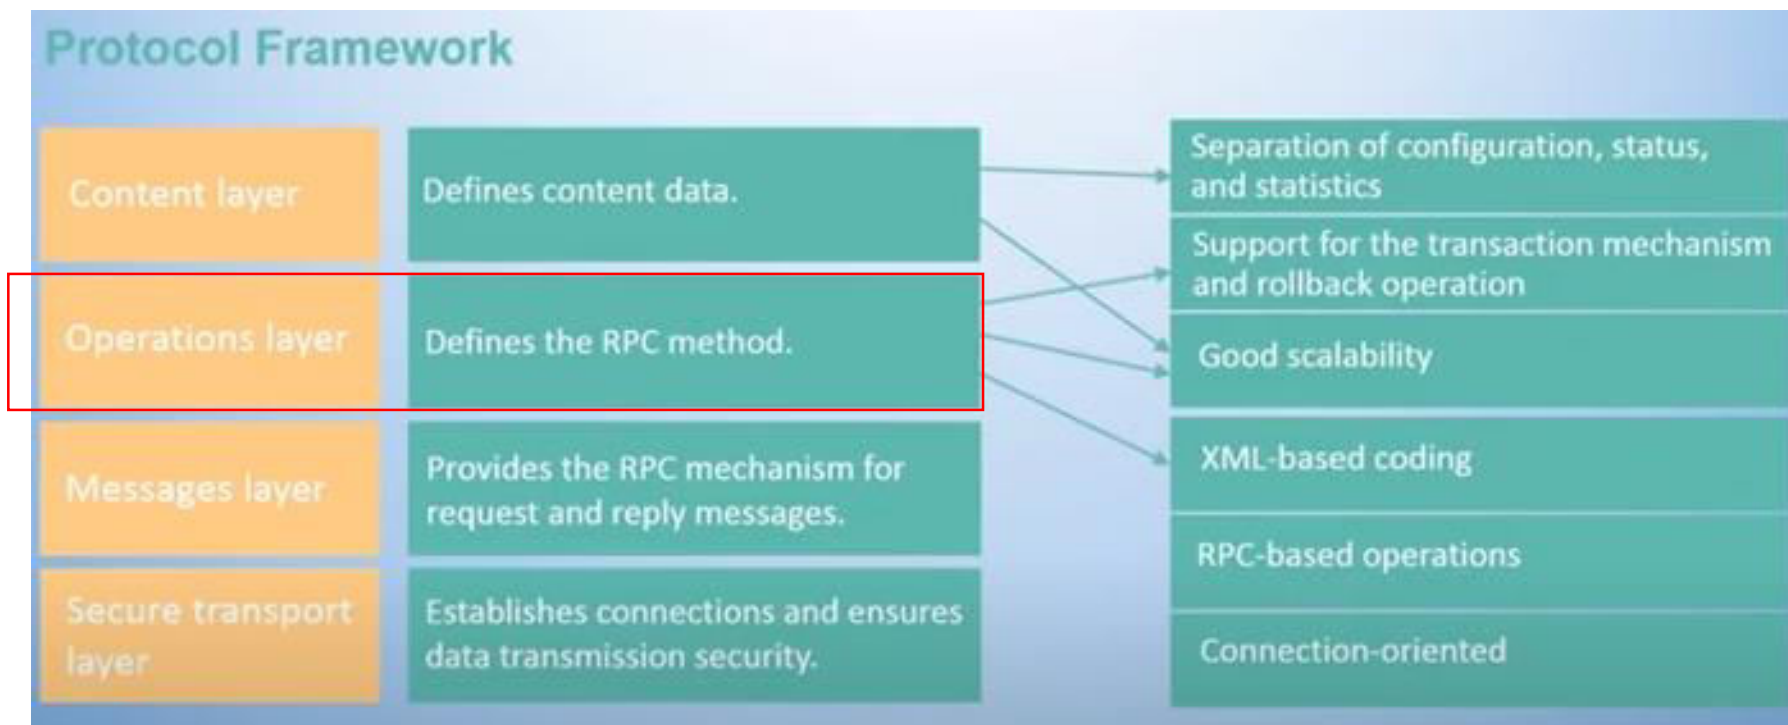 Protocol Framework
Content layer
Defines content data.
Operations layer
Defines the RPC method.
Messages layer
Provides the RPC mechanism for
request and reply messages.
Secure transport
layer
Establishes connections and ensures
data transmission security.
Separation of configuration, status,
and statistics
Support for the transaction mechanism
and rollback operation
Good scalability
XML-based coding
RPC-based operations
Connection-oriented